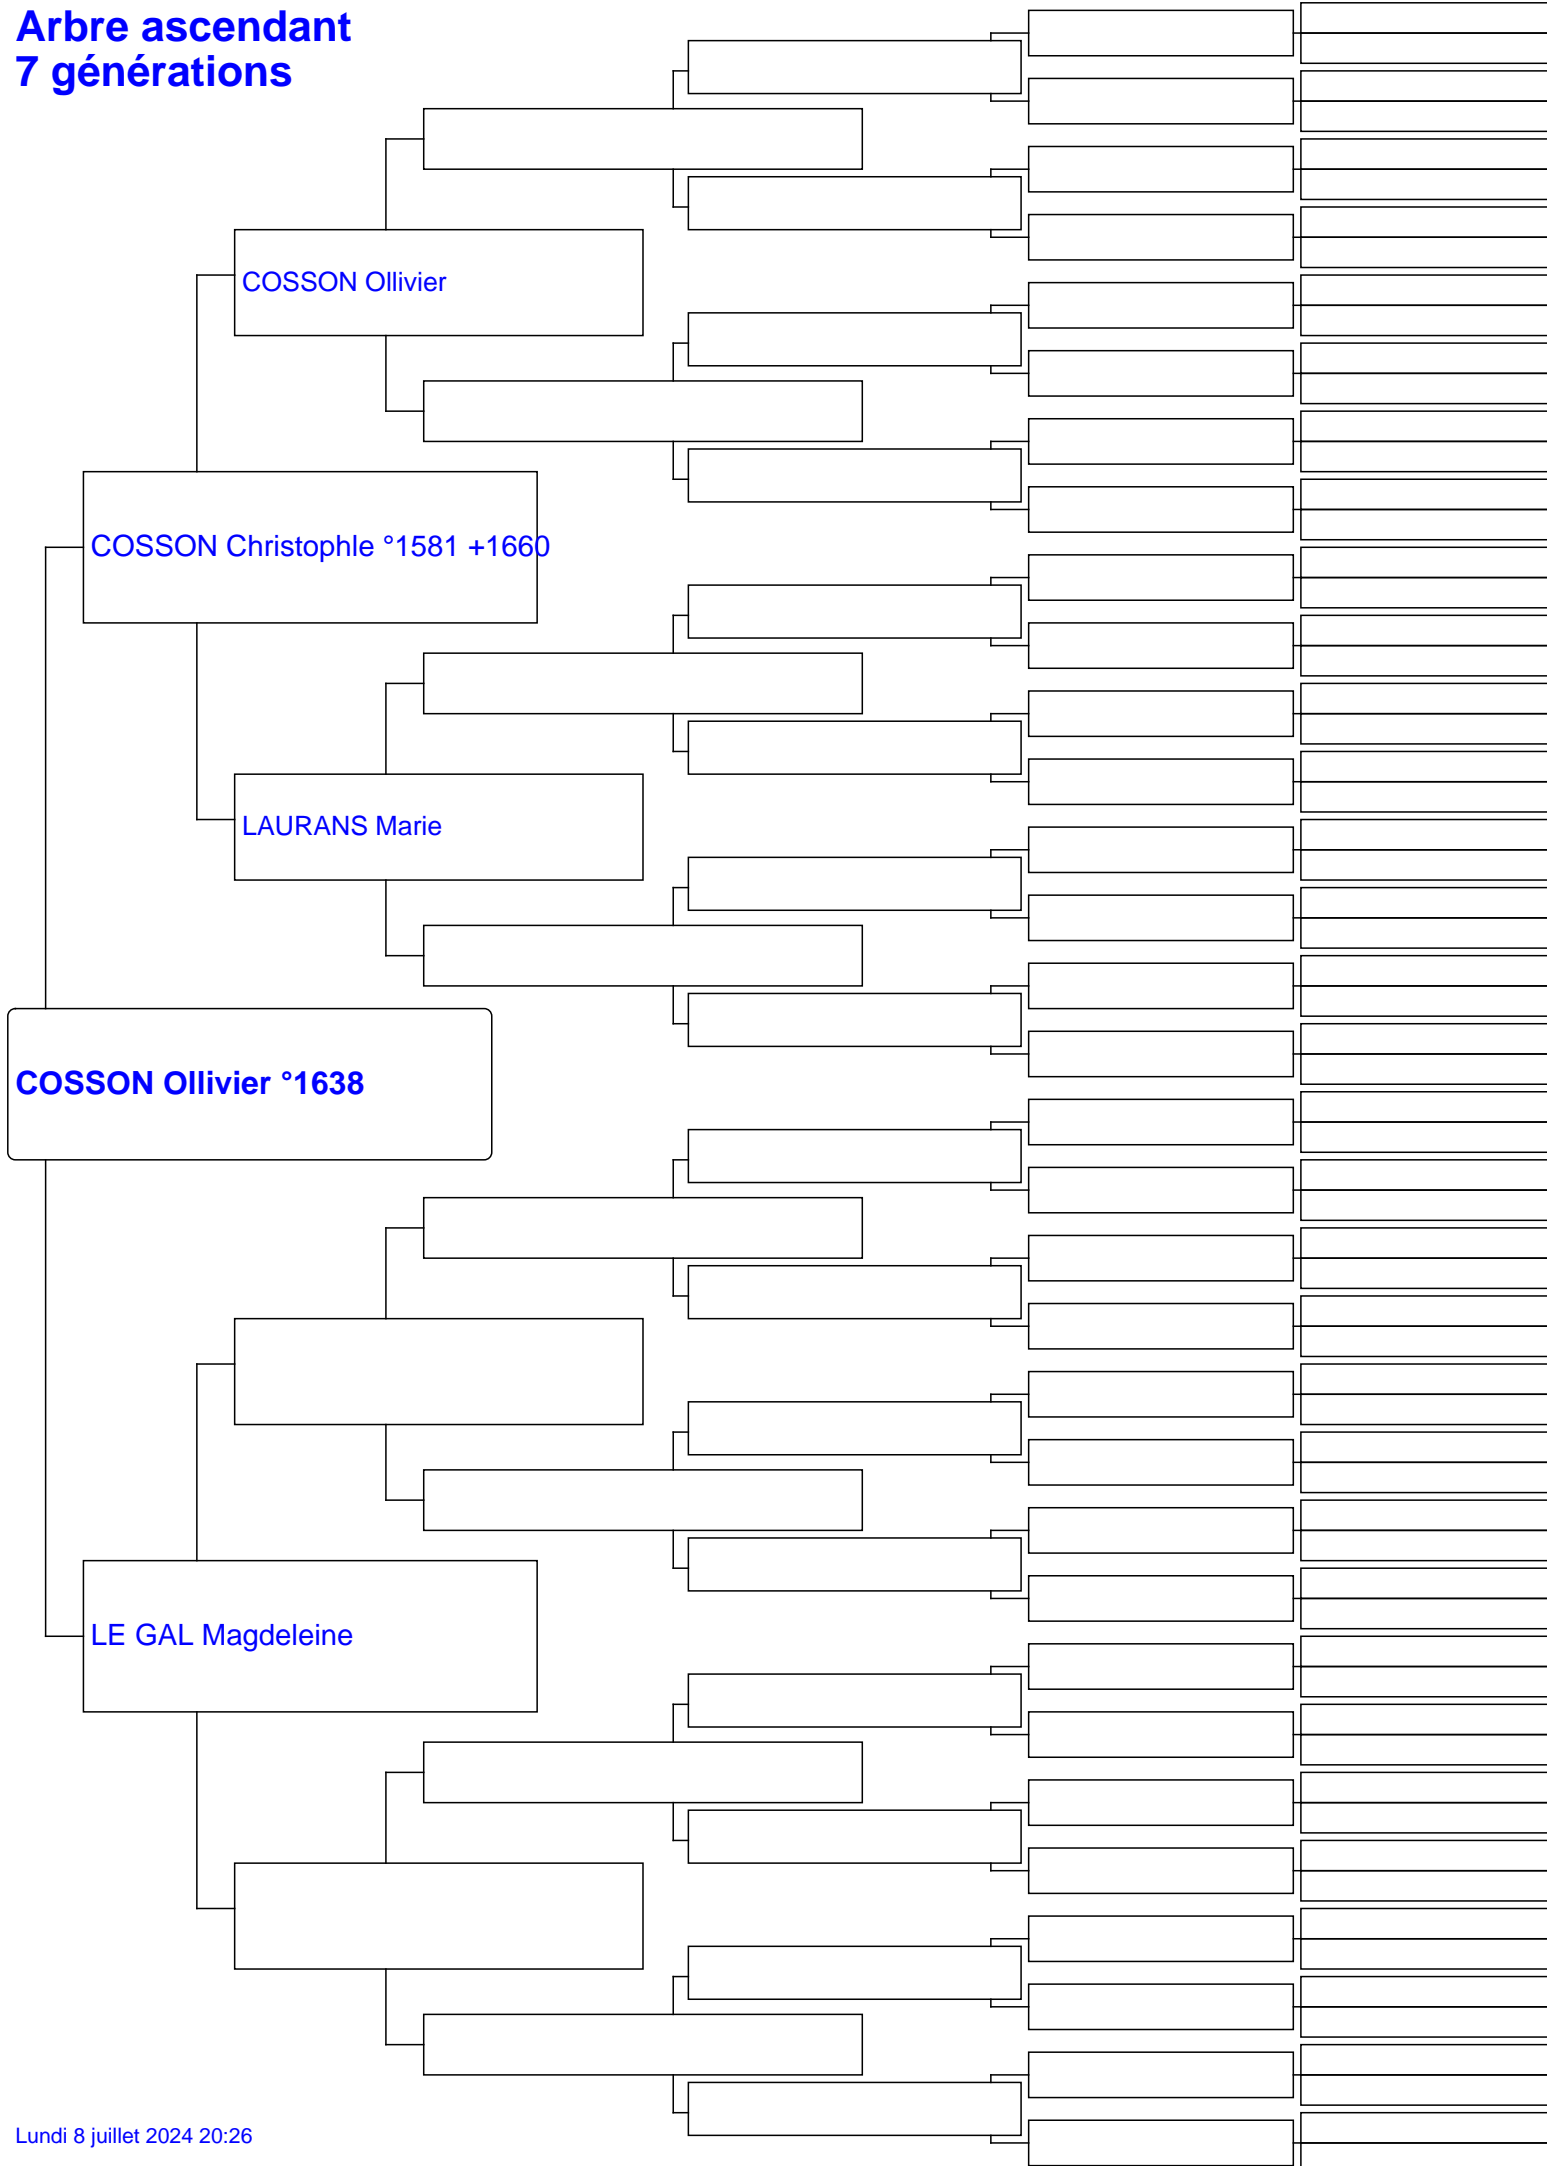 Arbre ascendant
7 générations
COSSON Ollivier
COSSON Christophle °1581 +1660
LAURANS Marie
COSSON Ollivier °1638
LE GAL Magdeleine
Lundi 8 juillet 2024 20:26